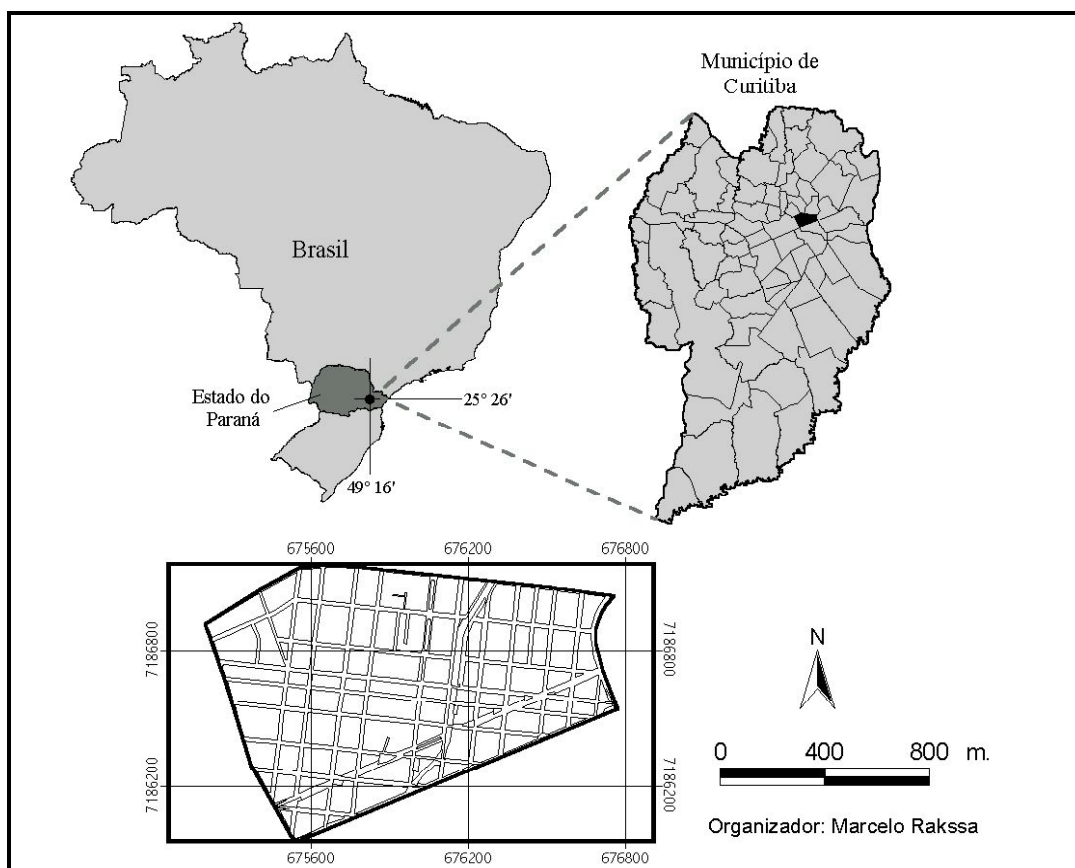 Município de
Curitiba
Brasil
Estado do
Paraná
25° 26'
49° 16'
675600
676200
676800
7186800
7186800
7186200
7186200
675600
676200
676800
N
0
400
800
m.
Organizador: Marcelo Rakssa